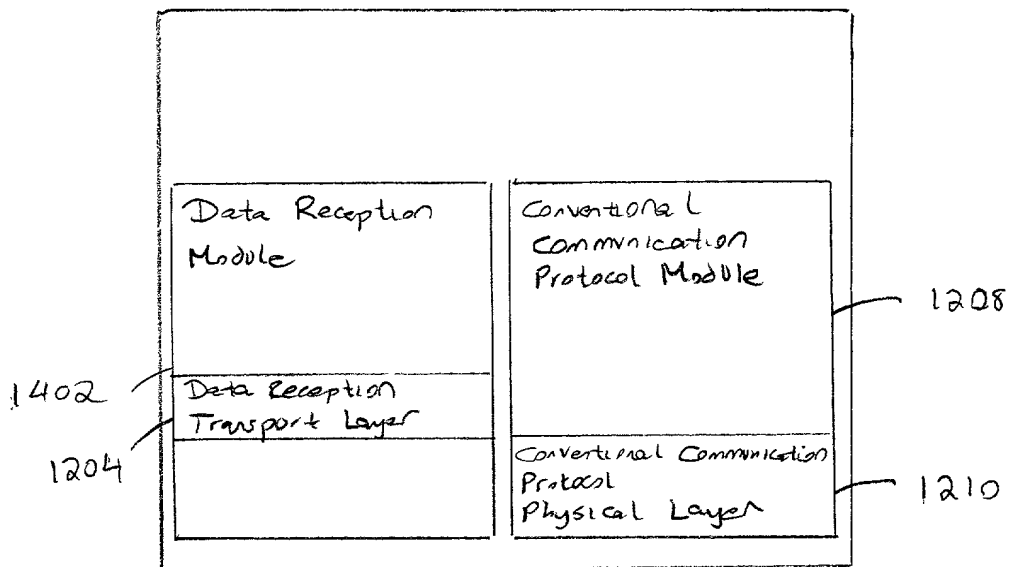 Data Reception
Module
Conventional
Communication
Protocol Module
1208
1402
Data Reception
Transport Layer
1204
Conventional Communication
Protocol
Physical Layer
1210